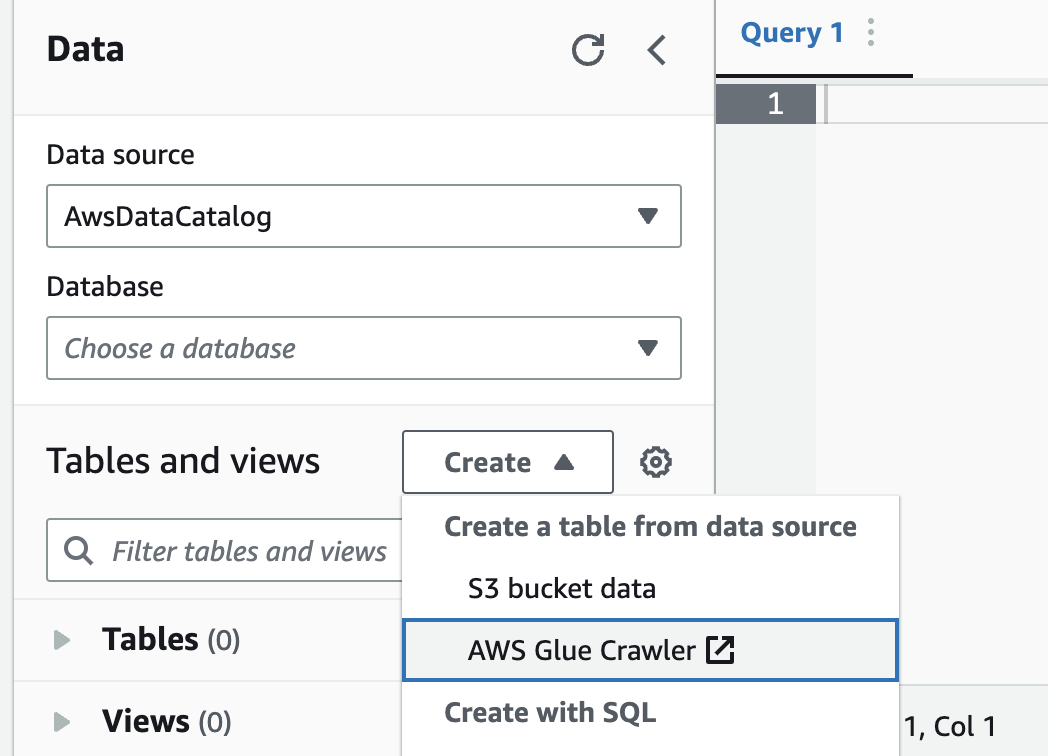 Data
Query 1
1
Data source
AwsDataCatalog
Database
Choose a database
Tables and views
Create
Create a table from data source
Filter tables and views
S3 bucket data
Tables (0)
AWS Glue Crawler
Create with SQL
Views (0)
1, Col 1